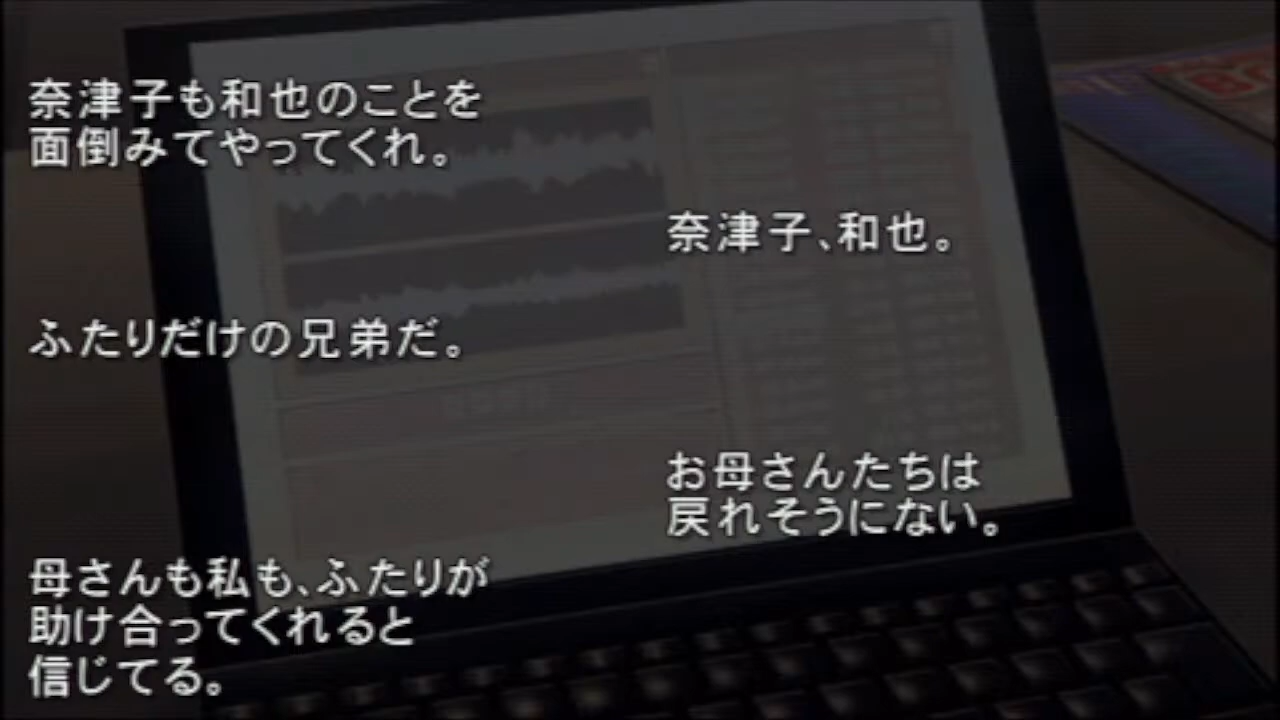 奈津子も和也のことを
面倒みてやってくれ。
奈津子、和也。
ふたりだけの兄弟だ。
お母さんたちは
戻れそうにない。
母さんも私も、ふたりが
助け合ってくれると
信じてる。